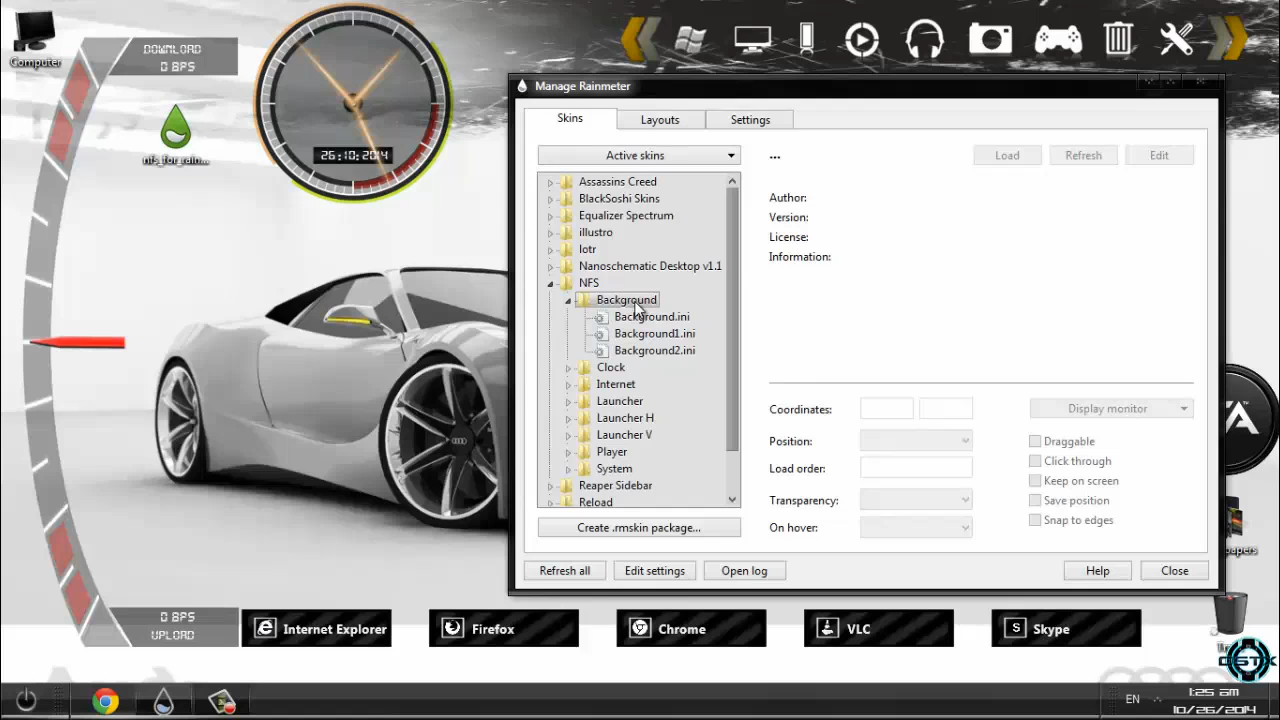 Computer
DOWNLOAD
0 BPS
nfs_for_rain...
26:10:2014
Manage Rainmeter
Skins
Layouts
Settings
Active skins
...
Load
Refresh
Edit
Assassins Creed
BlackSoshi Skins
Equalizer Spectrum
illustro
lotr
Nanoschematic Desktop v1.1
NFS
Background
Background.ini
Background1.ini
Background2.ini
Clock
Internet
Launcher
Launcher H
Launcher V
Player
System
Reaper Sidebar
Reload
Author:
Version:
License:
Information:
Coordinates:
Display monitor
Position:
Draggable
Load order:
Click through
Keep on screen
Transparency:
Save position
On hover:
Snap to edges
Create .rmskin package...
Refresh all
Edit settings
Open log
Help
Close
EA
0 BPS
UPLOAD
Internet Explorer
Firefox
Chrome
VLC
Skype
EN
1:25 am
10/26/2014